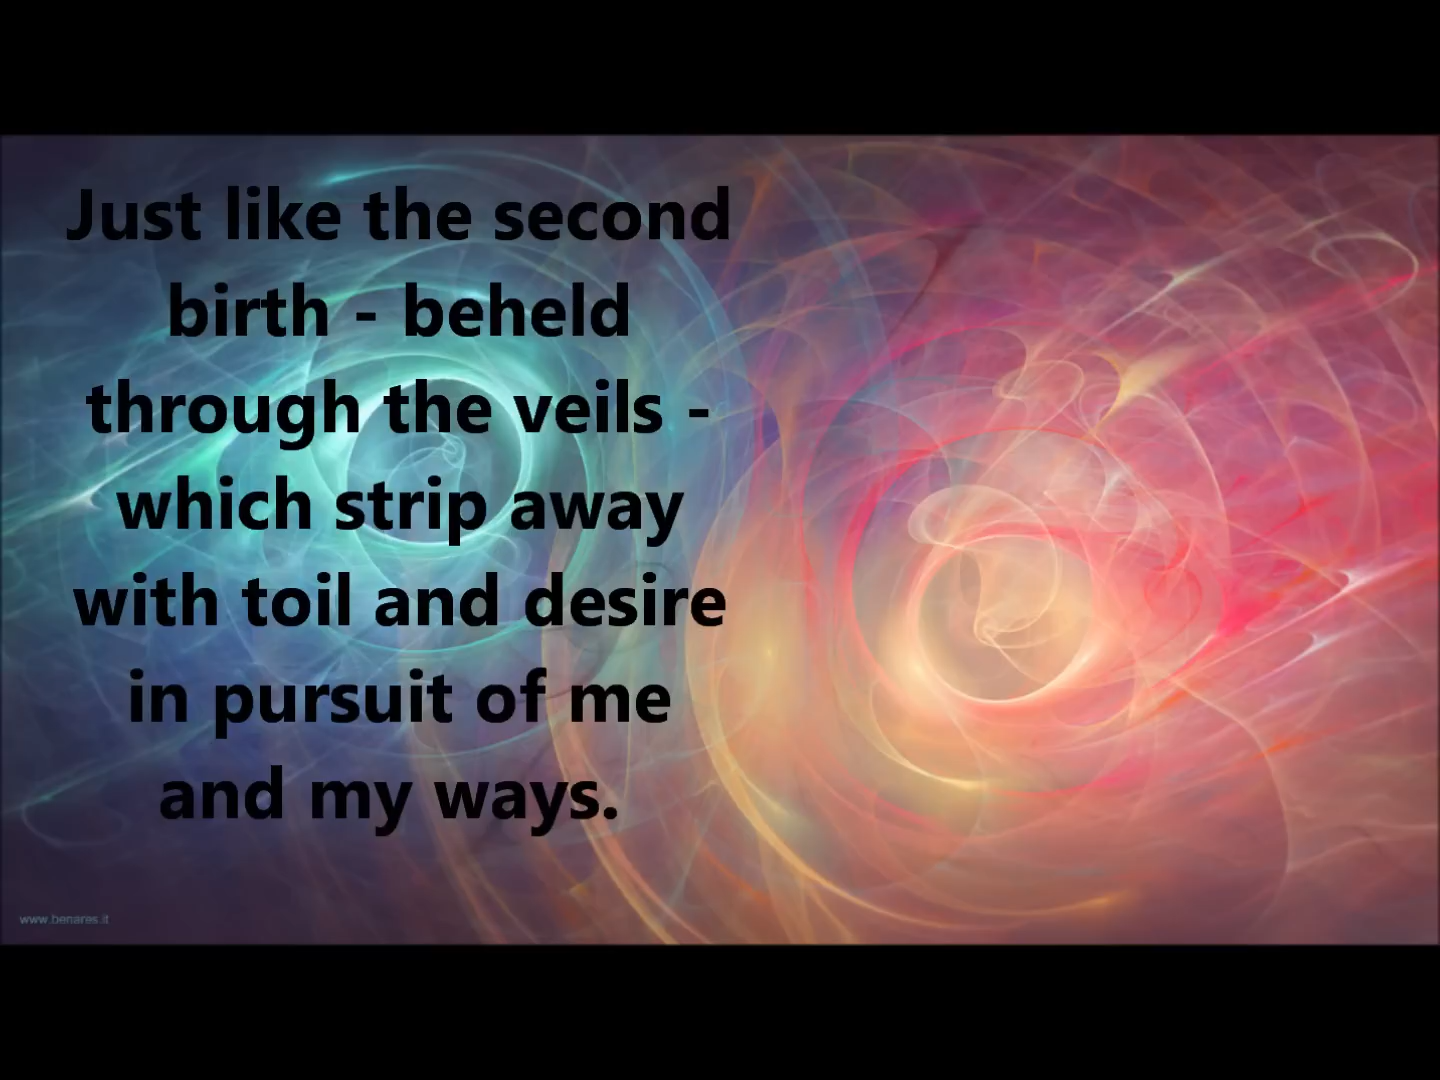 Just like the second
birth - beheld
through the veils -
which strip away
with toil and desire
in pursuit of me
and my ways.
www.benares.it